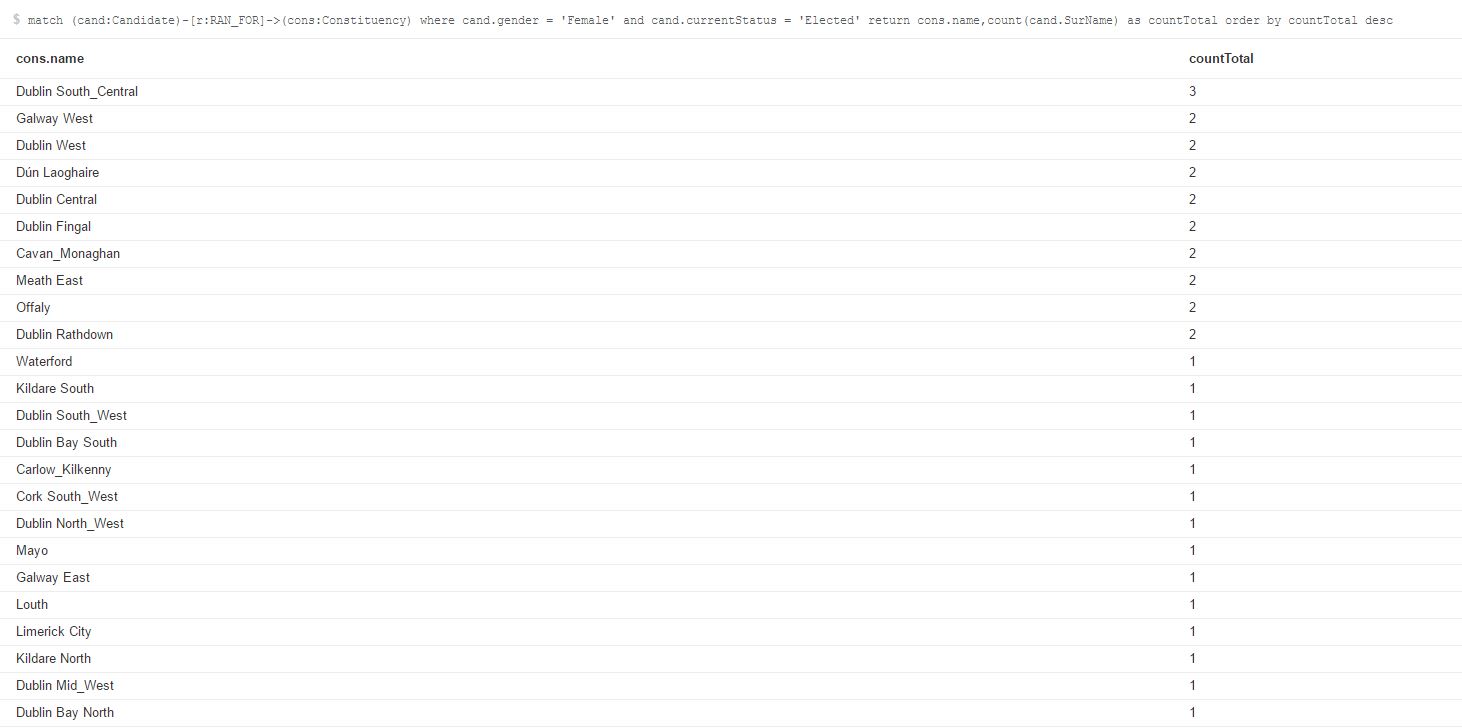 $ match (cand:Candidate)-[r:RAN_FOR]->(cons:Constituency) where cand.gender = 'Female' and cand.currentStatus = 'Elected' return cons.name,count(cand.SurName) as countTotal order by countTotal desc
cons.name countTotal
Dublin South_Central 3
Galway West 2
Dublin West 2
Dún Laoghaire 2
Dublin Central 2
Dublin Fingal 2
Cavan_Monaghan 2
Meath East 2
Offaly 2
Dublin Rathdown 2
Waterford 1
Kildare South 1
Dublin South_West 1
Dublin Bay South 1
Carlow_Kilkenny 1
Cork South_West 1
Dublin North_West 1
Mayo 1
Galway East 1
Louth 1
Limerick City 1
Kildare North 1
Dublin Mid_West 1
Dublin Bay North 1